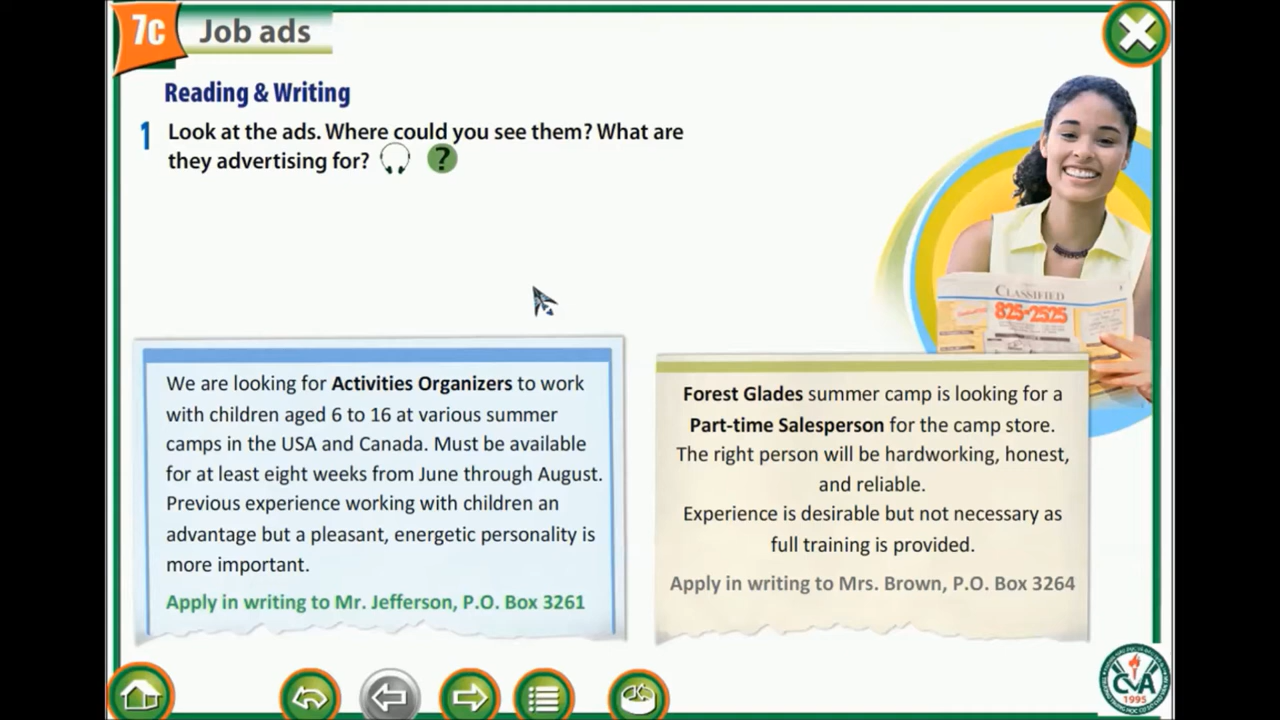 7c
Job ads
Reading & Writing
1 Look at the ads. Where could you see them? What are
they advertising for?
?
CLASSIFIED
825-2525
We are looking for Activities Organizers to work
with children aged 6 to 16 at various summer
camps in the USA and Canada. Must be available
for at least eight weeks from June through August.
Previous experience working with children an
advantage but a pleasant, energetic personality is
more important.
Apply in writing to Mr. Jefferson, P.O. Box 3261
Forest Glades summer camp is looking for a
Part-time Salesperson for the camp store.
The right person will be hardworking, honest,
and reliable.
Experience is desirable but not necessary as
full training is provided.
Apply in writing to Mrs. Brown, P.O. Box 3264
CVA
1995